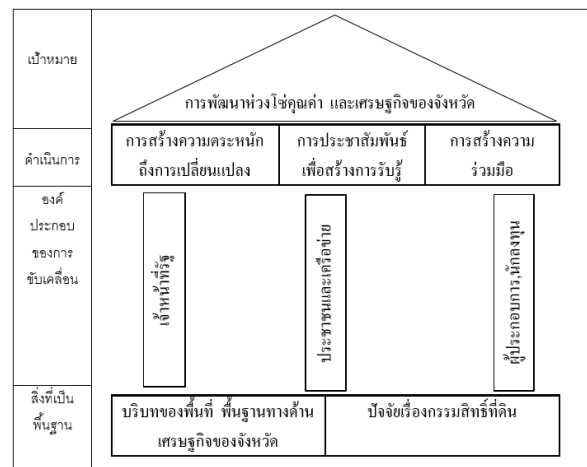 เป้าหมาย
การพัฒนาห่วงโซ่คุณค่า และเศรษฐกิจของจังหวัด
ดำเนินการ
การสร้างความตระหนัก
ถึงการเปลี่ยนแปลง
การประชาสัมพันธ์
เพื่อสร้างการรับรู้
การสร้างความ
ร่วมมือ
องค์
ประกอบ
ของการ
ขับเคลื่อน
เจ้าหน้าที่รัฐ
ประชาชนและเครือข่าย
ผู้ประกอบการ,นักลงทุน
สิ่งที่เป็น
พื้นฐาน
บริบทของพื้นที่ พื้นฐานทางด้าน
เศรษฐกิจของจังหวัด
ปัจจัยเรื่องกรรมสิทธิ์ที่ดิน